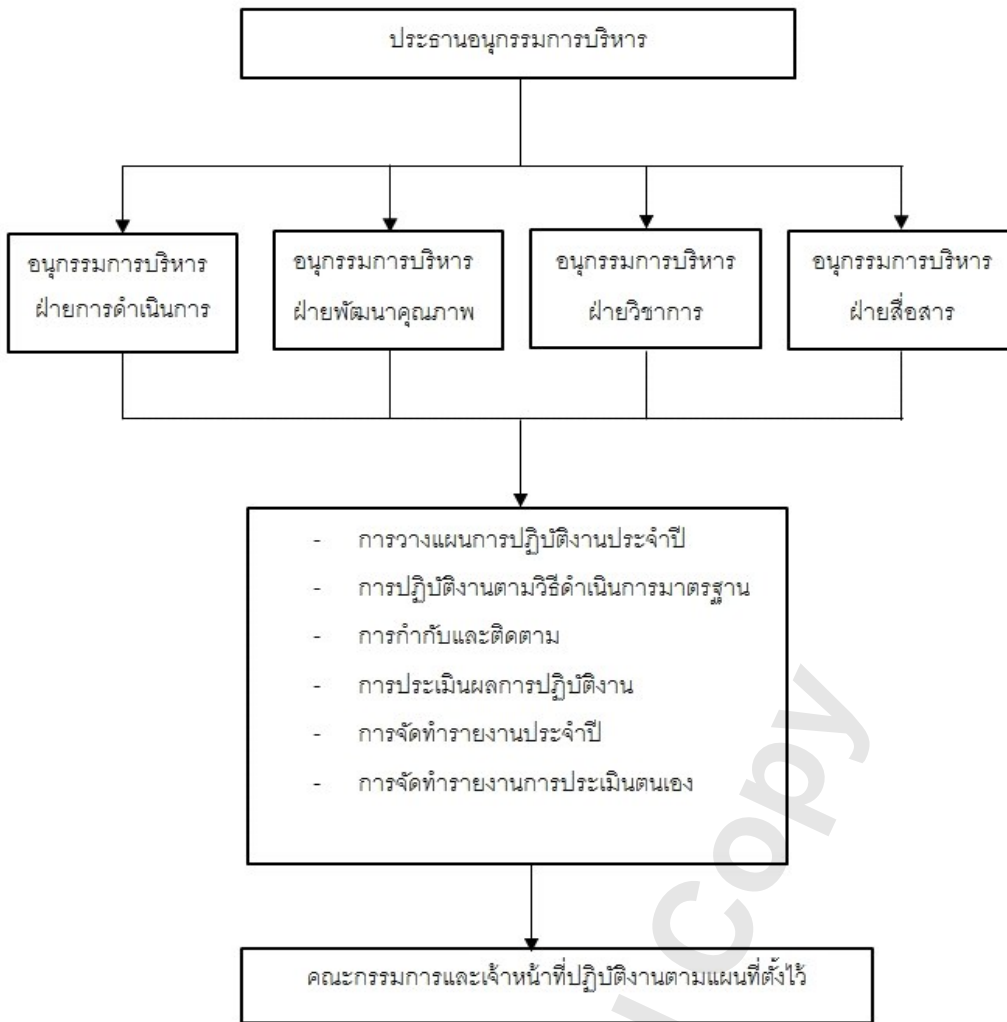 ประธานอนุกรรมการบริหาร
อนุกรรมการบริหาร
ฝ่ายการดำเนินการ
อนุกรรมการบริหาร
ฝ่ายพัฒนาคุณภาพ
อนุกรรมการบริหาร
ฝ่ายวิชาการ
อนุกรรมการบริหาร
ฝ่ายสื่อสาร
- การวางแผนการปฏิบัติงานประจำปี
- การปฏิบัติงานตามวิธีดำเนินการมาตรฐาน
- การกำกับและติดตาม
- การประเมินผลการปฏิบัติงาน
- การจัดทำรายงานประจำปี
- การจัดทำรายงานการประเมินตนเอง
คณะกรรมการและเจ้าหน้าที่ปฏิบัติงานตามแผนที่ตั้งไว้
Copy